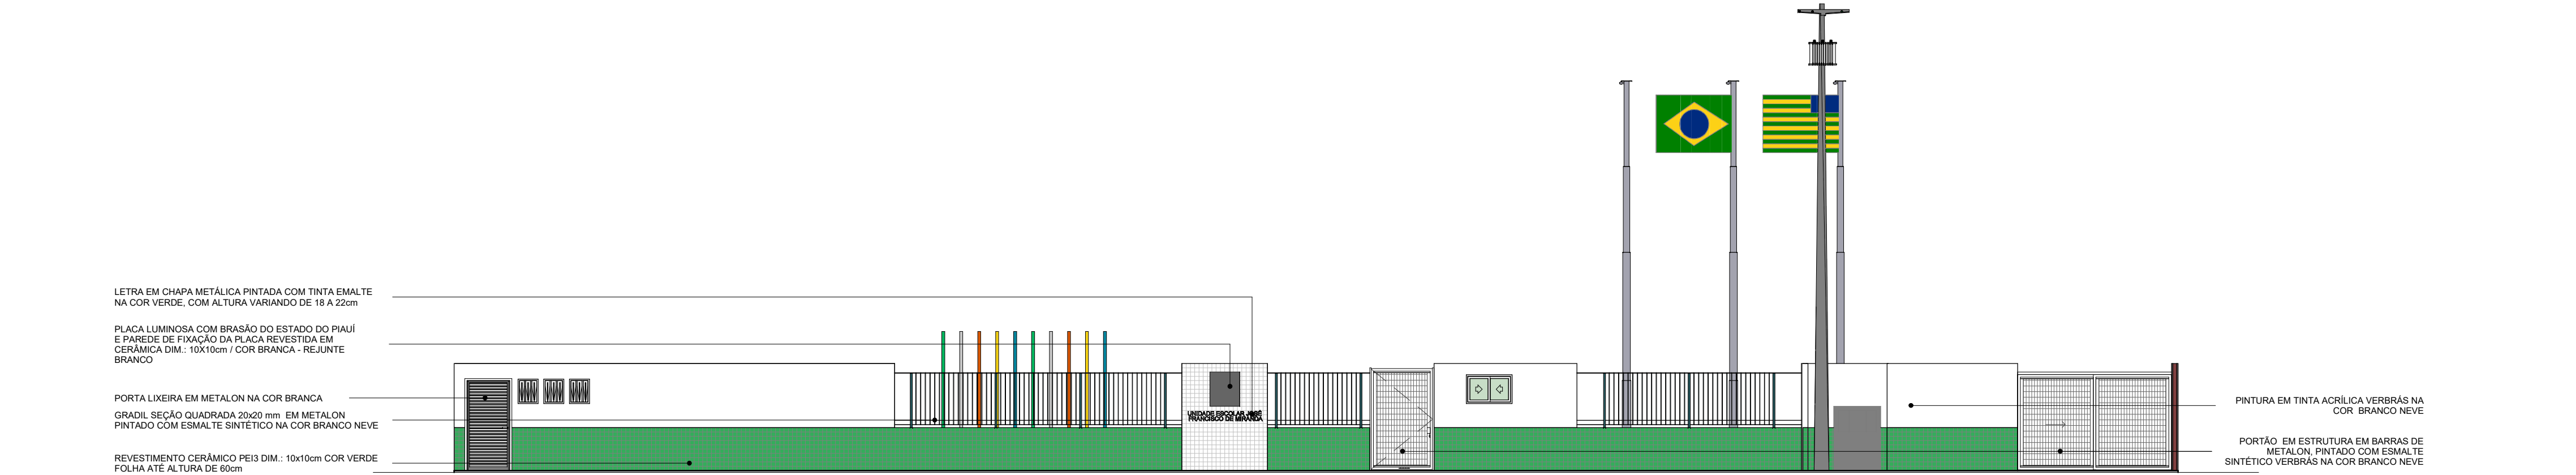 LETRA EM CHAPA METÁLICA PINTADA COM TINTA EMALTE
NA COR VERDE, COM ALTURA VARIANDO DE 18 A 22cm
PLACA LUMINOSA COM BRASÃO DO ESTADO DO PIAUÍ
E PAREDE DE FIXAÇÃO DA PLACA REVESTIDA EM
CERÂMICA DIM.: 10X10cm / COR BRANCA - REJUNTE
BRANCO
PORTA LIXEIRA EM METALON NA COR BRANCA
GRADIL SEÇÃO QUADRADA 20x20 mm EM METALON
PINTADO COM ESMALTE SINTÉTICO NA COR BRANCO NEVE
REVESTIMENTO CERÂMICO PEI3 DIM.: 10x10cm COR VERDE
FOLHA ATÉ ALTURA DE 60cm
UNIDADE ESCOLAR JOSÉ
FRANCISCO DE MIRANDA
PINTURA EM TINTA ACRÍLICA VERBRÁS NA
COR BRANCO NEVE
PORTÃO EM ESTRUTURA EM BARRAS DE
METALON, PINTADO COM ESMALTE
SINTÉTICO VERBRÁS NA COR BRANCO NEVE